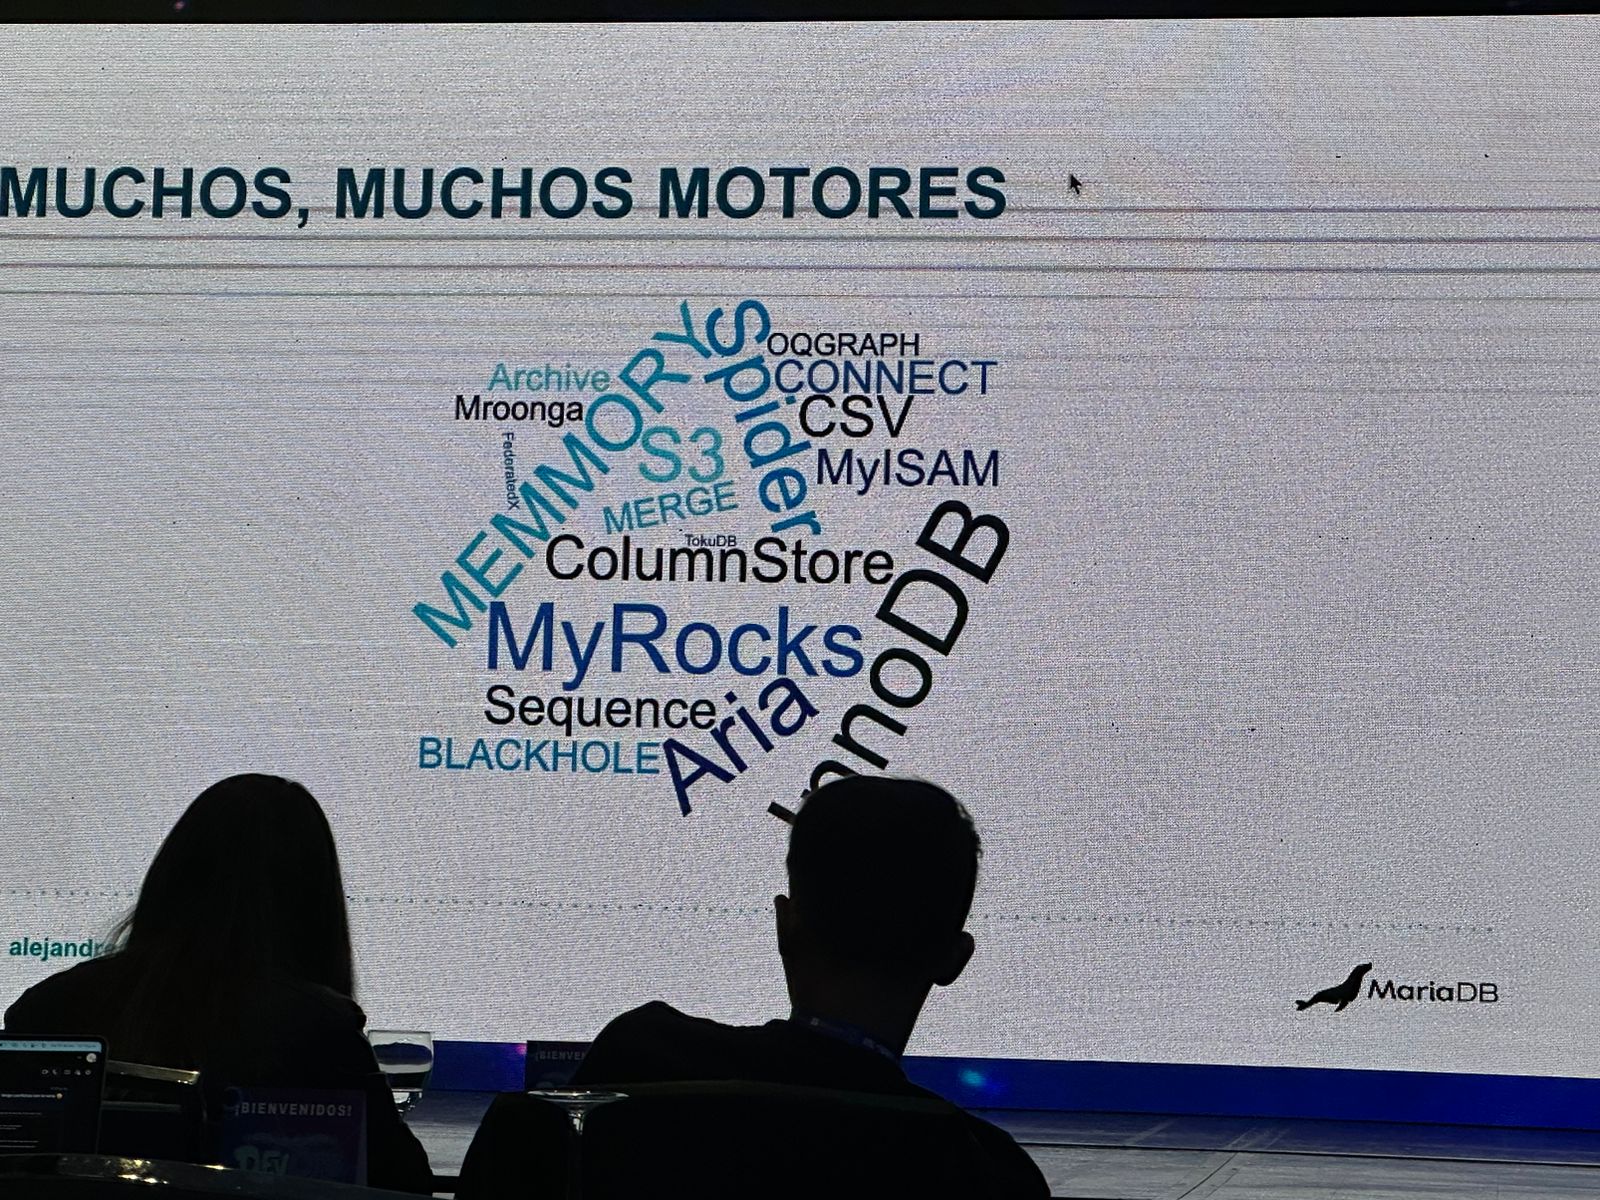 MUCHOS, MUCHOS MOTORES
MEMMORY
Spider
OQGRAPH
Archive
CONNECT
Mroonga
CSV
FederatedX
S3
MyISAM
MERGE
TokuDB
ColumnStore
InnoDB
MyRocks
Sequence
Aria
BLACKHOLE
MariaDB
¡BIENVENIDOS!